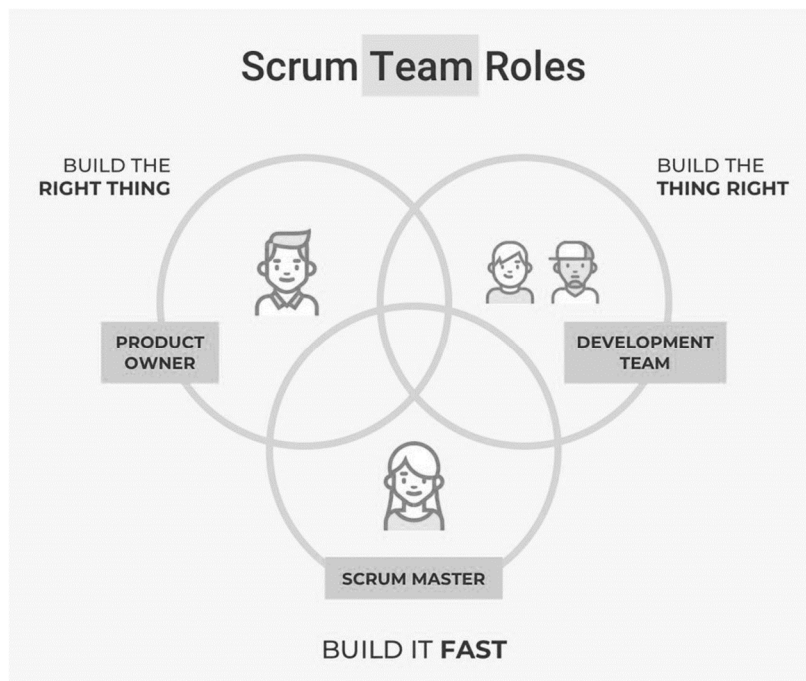 Scrum Team Roles
BUILD THE
RIGHT THING
BUILD THE
THING RIGHT
PRODUCT
OWNER
DEVELOPMENT
TEAM
SCRUM MASTER
BUILD IT FAST